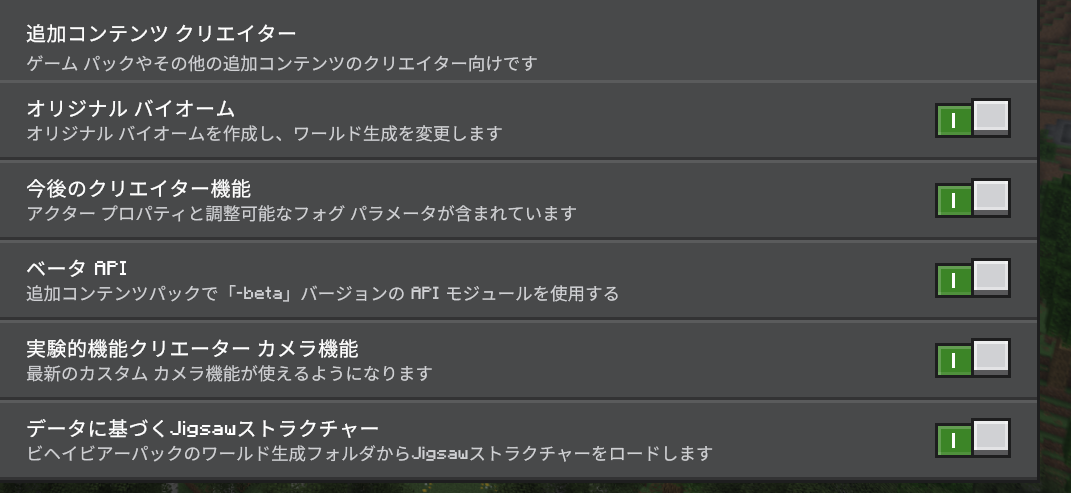 追加コンテンツ クリエイター
ゲーム パックやその他の追加コンテンツのクリエイター向けです
オリジナル バイオーム
オリジナル バイオームを作成し、ワールド生成を変更します
今後のクリエイター機能
アクター プロパティと調整可能なフォグ パラメータが含まれています
ベータ API
追加コンテンツパックで「-beta」バージョンの API モジュールを使用する
実験的機能クリエーター カメラ機能
最新のカスタム カメラ機能が使えるようになります
データに基づくJigsawストラクチャー
ビヘイビアーパックのワールド生成フォルダからJigsawストラクチャーをロードします